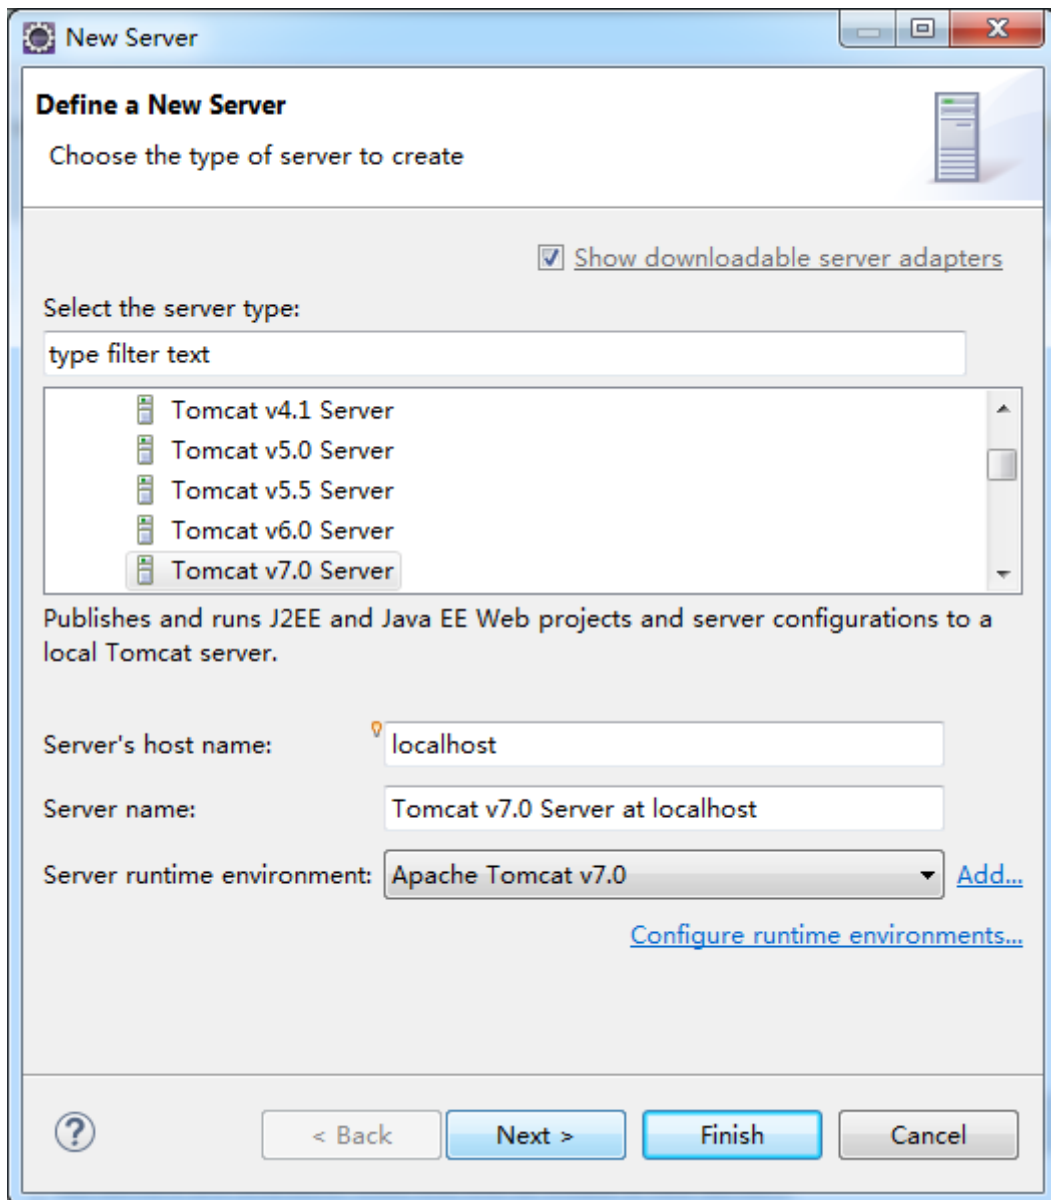 New Server
Define a New Server
Choose the type of server to create
Show downloadable server adapters
Select the server type:
type filter text
Tomcat v4.1 Server
Tomcat v5.0 Server
Tomcat v5.5 Server
Tomcat v6.0 Server
Tomcat v7.0 Server
Publishes and runs J2EE and Java EE Web projects and server configurations to a
local Tomcat server.
Server's host name: localhost
Server name: Tomcat v7.0 Server at localhost
Server runtime environment: Apache Tomcat v7.0 Add...
Configure runtime environments...
? < Back Next > Finish Cancel